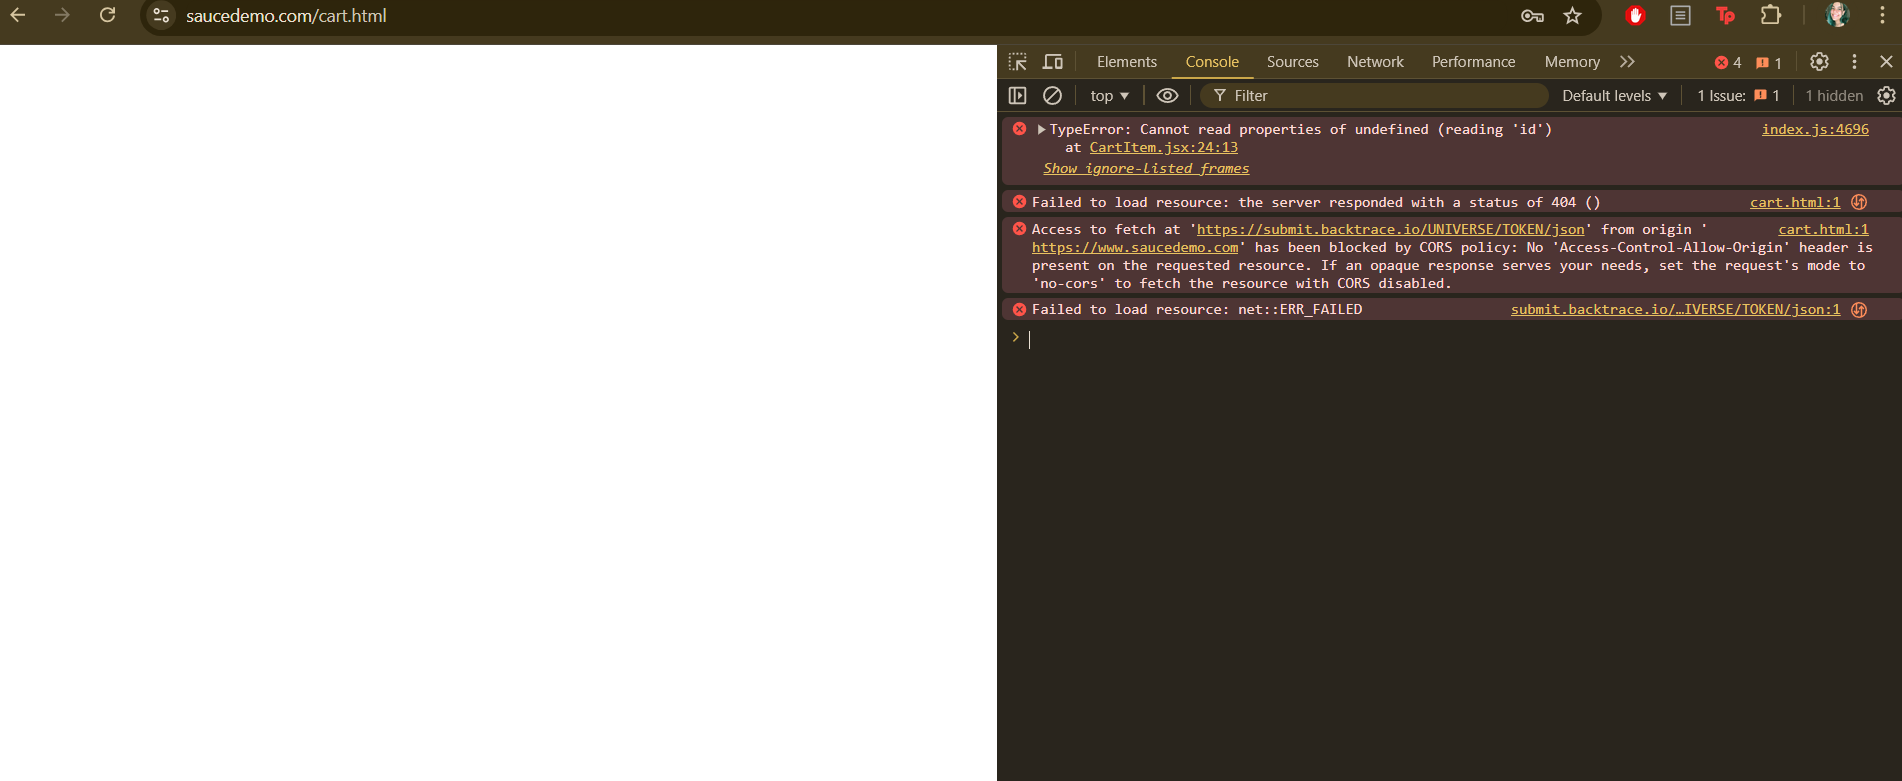 saucedemo.com/cart.html
Tp
Elements Console Sources Network Performance Memory 4 1
top Filter Default levels 1 Issue: 1 1 hidden
TypeError: Cannot read properties of undefined (reading 'id') index.js:4696
at CartItem.jsx:24:13
Show ignore-listed frames
Failed to load resource: the server responded with a status of 404 () cart.html:1
Access to fetch at 'https://submit.backtrace.io/UNIVERSE/TOKEN/json' from origin ' cart.html:1
https://www.saucedemo.com' has been blocked by CORS policy: No 'Access-Control-Allow-Origin' header is
present on the requested resource. If an opaque response serves your needs, set the request's mode to
'no-cors' to fetch the resource with CORS disabled.
Failed to load resource: net::ERR_FAILED submit.backtrace.io/…IVERSE/TOKEN/json:1